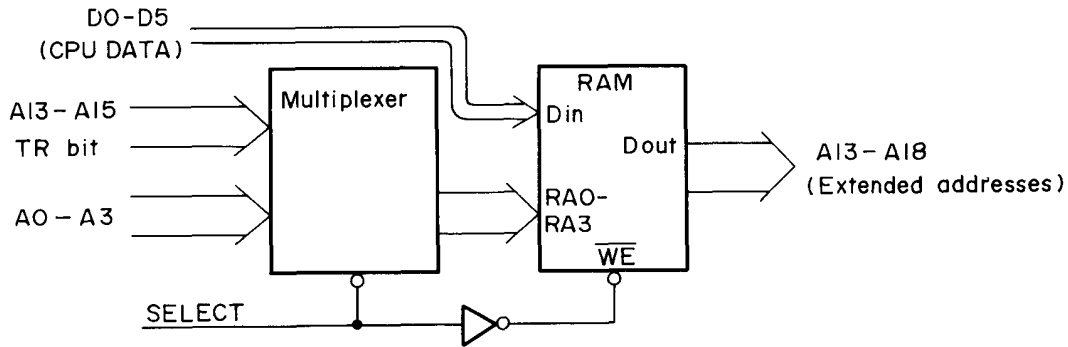 D0-D5
(CPU DATA)
A13-A15
TR bit
A0-A3
Multiplexer
RAM
Din
Dout
RA0-
RA3
WE
A13-A18
(Extended addresses)
SELECT